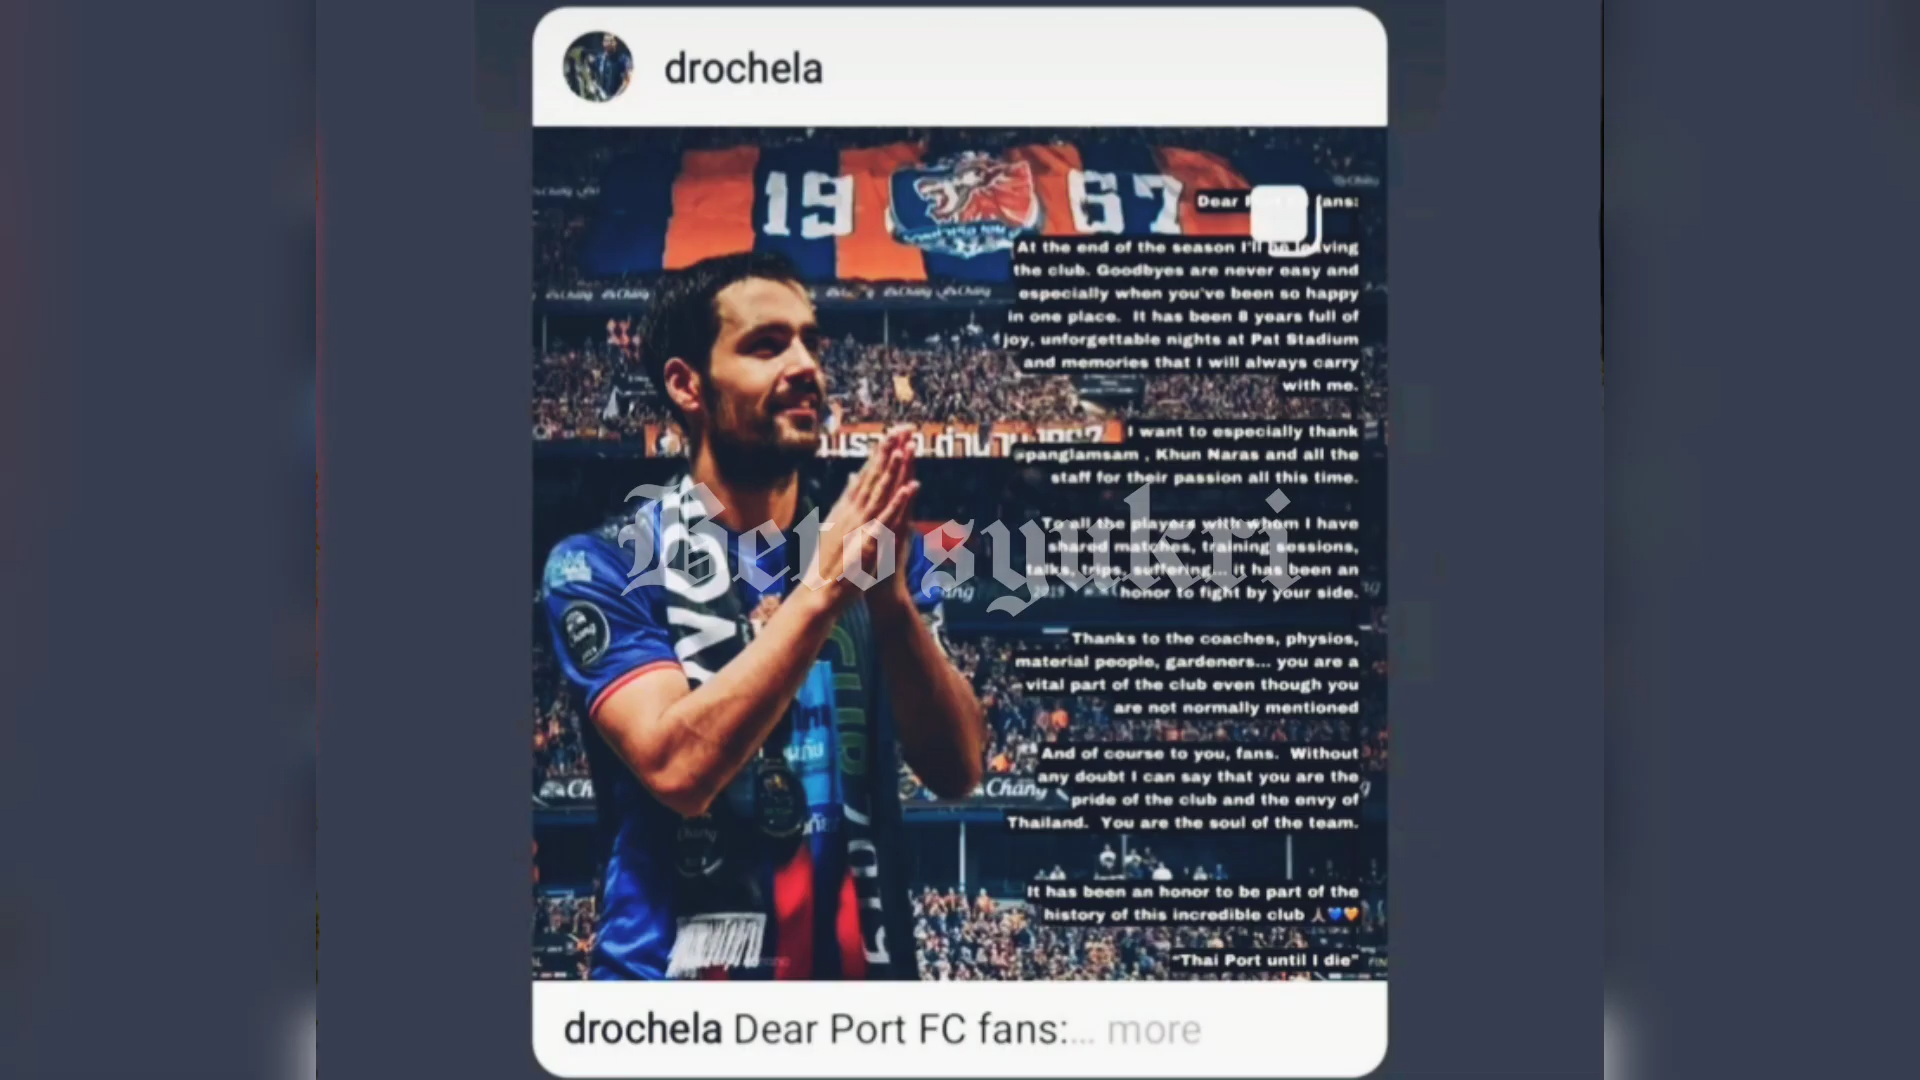 drochela
19 67
Dear fans:
At the end of the season I'll be leaving
the club. Goodbyes are never easy and
especially when you've been so happy
in one place. It has been 8 years full of
joy, unforgettable nights at Pat Stadium
and memories that I will always carry
with me.
I want to especially thank
@panglamsam , Khun Naras and all the
staff for their passion all this time.
To all the players with whom I have
shared matches, training sessions,
talks, trips, suffering... it has been an
honor to fight by your side.
Betosyukri
Thanks to the coaches, physios,
material people, gardeners... you are a
vital part of the club even though you
are not normally mentioned
And of course to you, fans. Without
any doubt I can say that you are the
pride of the club and the envy of
Thailand. You are the soul of the team.
Chang
It has been an honor to be part of the
history of this incredible club 🙏🏽💙🧡
"Thai Port until I die"
drochela Dear Port FC fans:... more